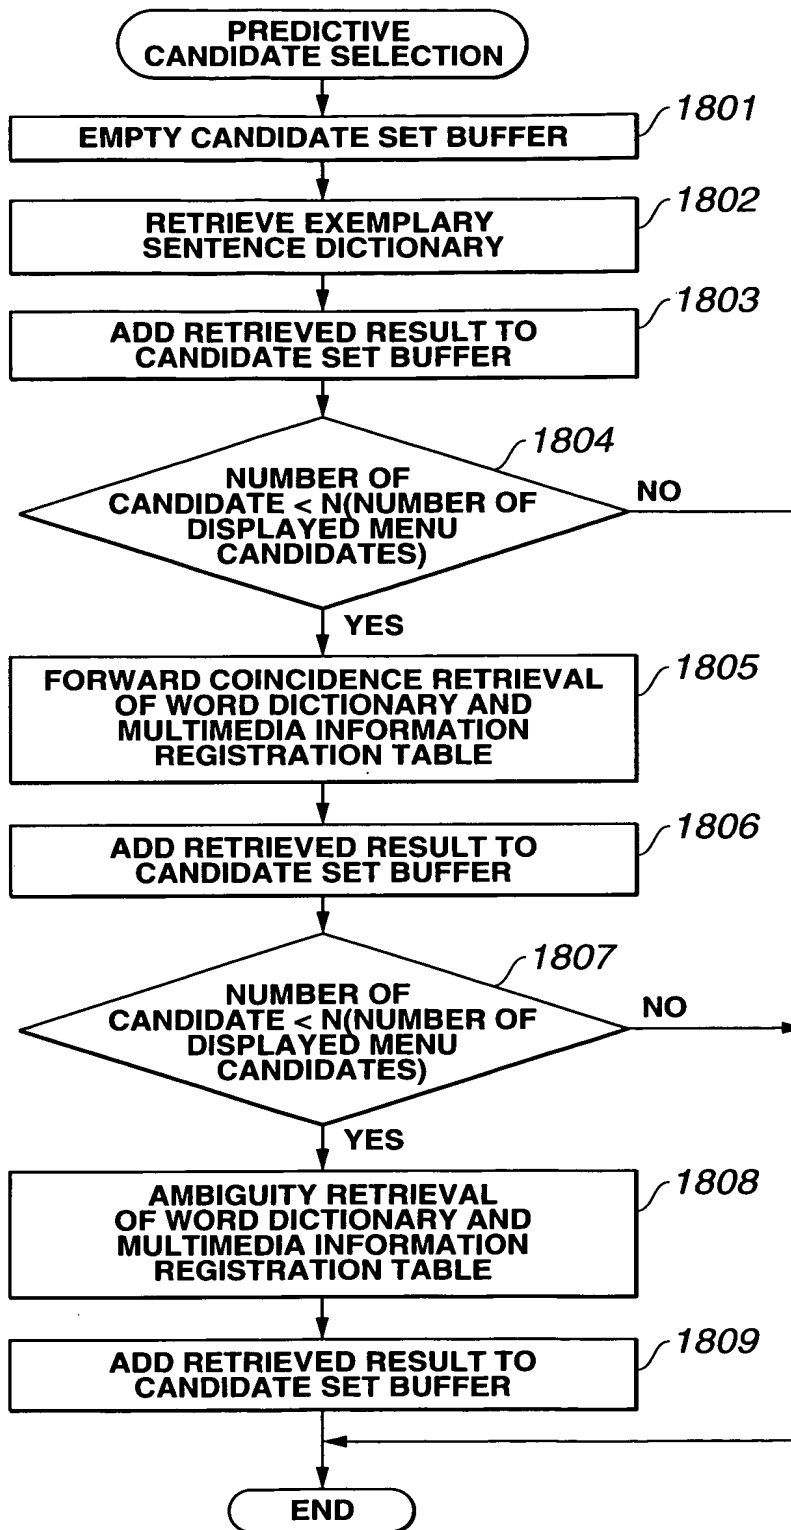 PREDICTIVE
CANDIDATE SELECTION
1801
EMPTY CANDIDATE SET BUFFER
1802
RETRIEVE EXEMPLARY
SENTENCE DICTIONARY
1803
ADD RETRIEVED RESULT TO
CANDIDATE SET BUFFER
1804
NUMBER OF
CANDIDATE < N(NUMBER OF
DISPLAYED MENU
CANDIDATES)
NO
YES
1805
FORWARD COINCIDENCE RETRIEVAL
OF WORD DICTIONARY AND
MULTIMEDIA INFORMATION
REGISTRATION TABLE
1806
ADD RETRIEVED RESULT TO
CANDIDATE SET BUFFER
1807
NUMBER OF
CANDIDATE < N(NUMBER OF
DISPLAYED MENU
CANDIDATES)
NO
YES
1808
AMBIGUITY RETRIEVAL
OF WORD DICTIONARY AND
MULTIMEDIA INFORMATION
REGISTRATION TABLE
1809
ADD RETRIEVED RESULT TO
CANDIDATE SET BUFFER
END